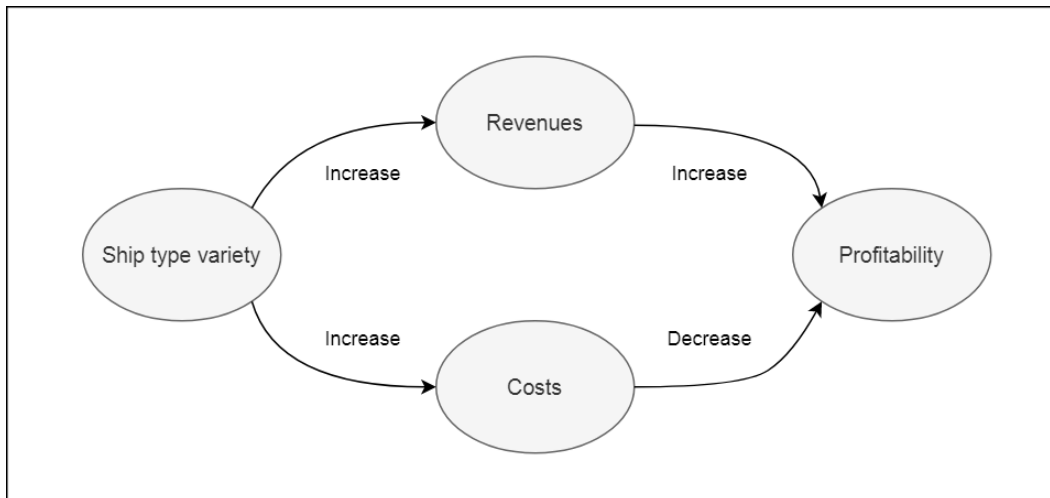 Revenues
Increase
Increase
Ship type variety
Profitability
Increase
Decrease
Costs